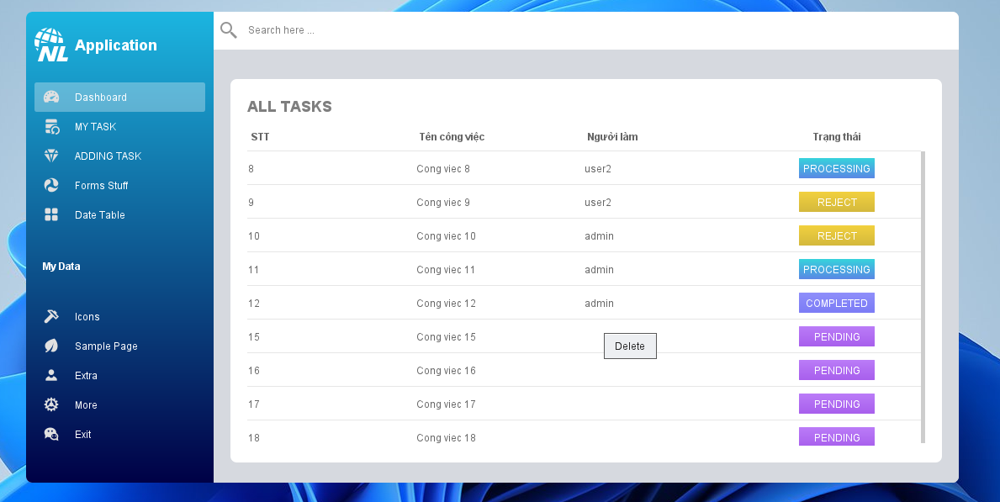 NL Application
Search here ...
Dashboard
MY TASK
ADDING TASK
Forms Stuff
Date Table
My Data
Icons
Sample Page
Extra
More
Exit
ALL TASKS
STT Tên công việc Người làm Trạng thái
8 Cong viec 8 user2 PROCESSING
9 Cong viec 9 user2 REJECT
10 Cong viec 10 admin REJECT
11 Cong viec 11 admin PROCESSING
12 Cong viec 12 admin COMPLETED
15 Cong viec 15 PENDING
Delete
16 Cong viec 16 PENDING
17 Cong viec 17 PENDING
18 Cong viec 18 PENDING